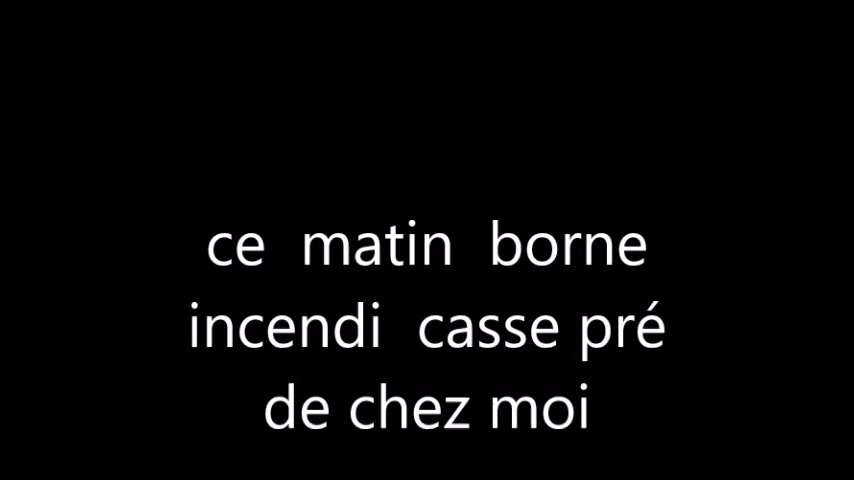 ce matin borne
incendi casse pré
de chez moi